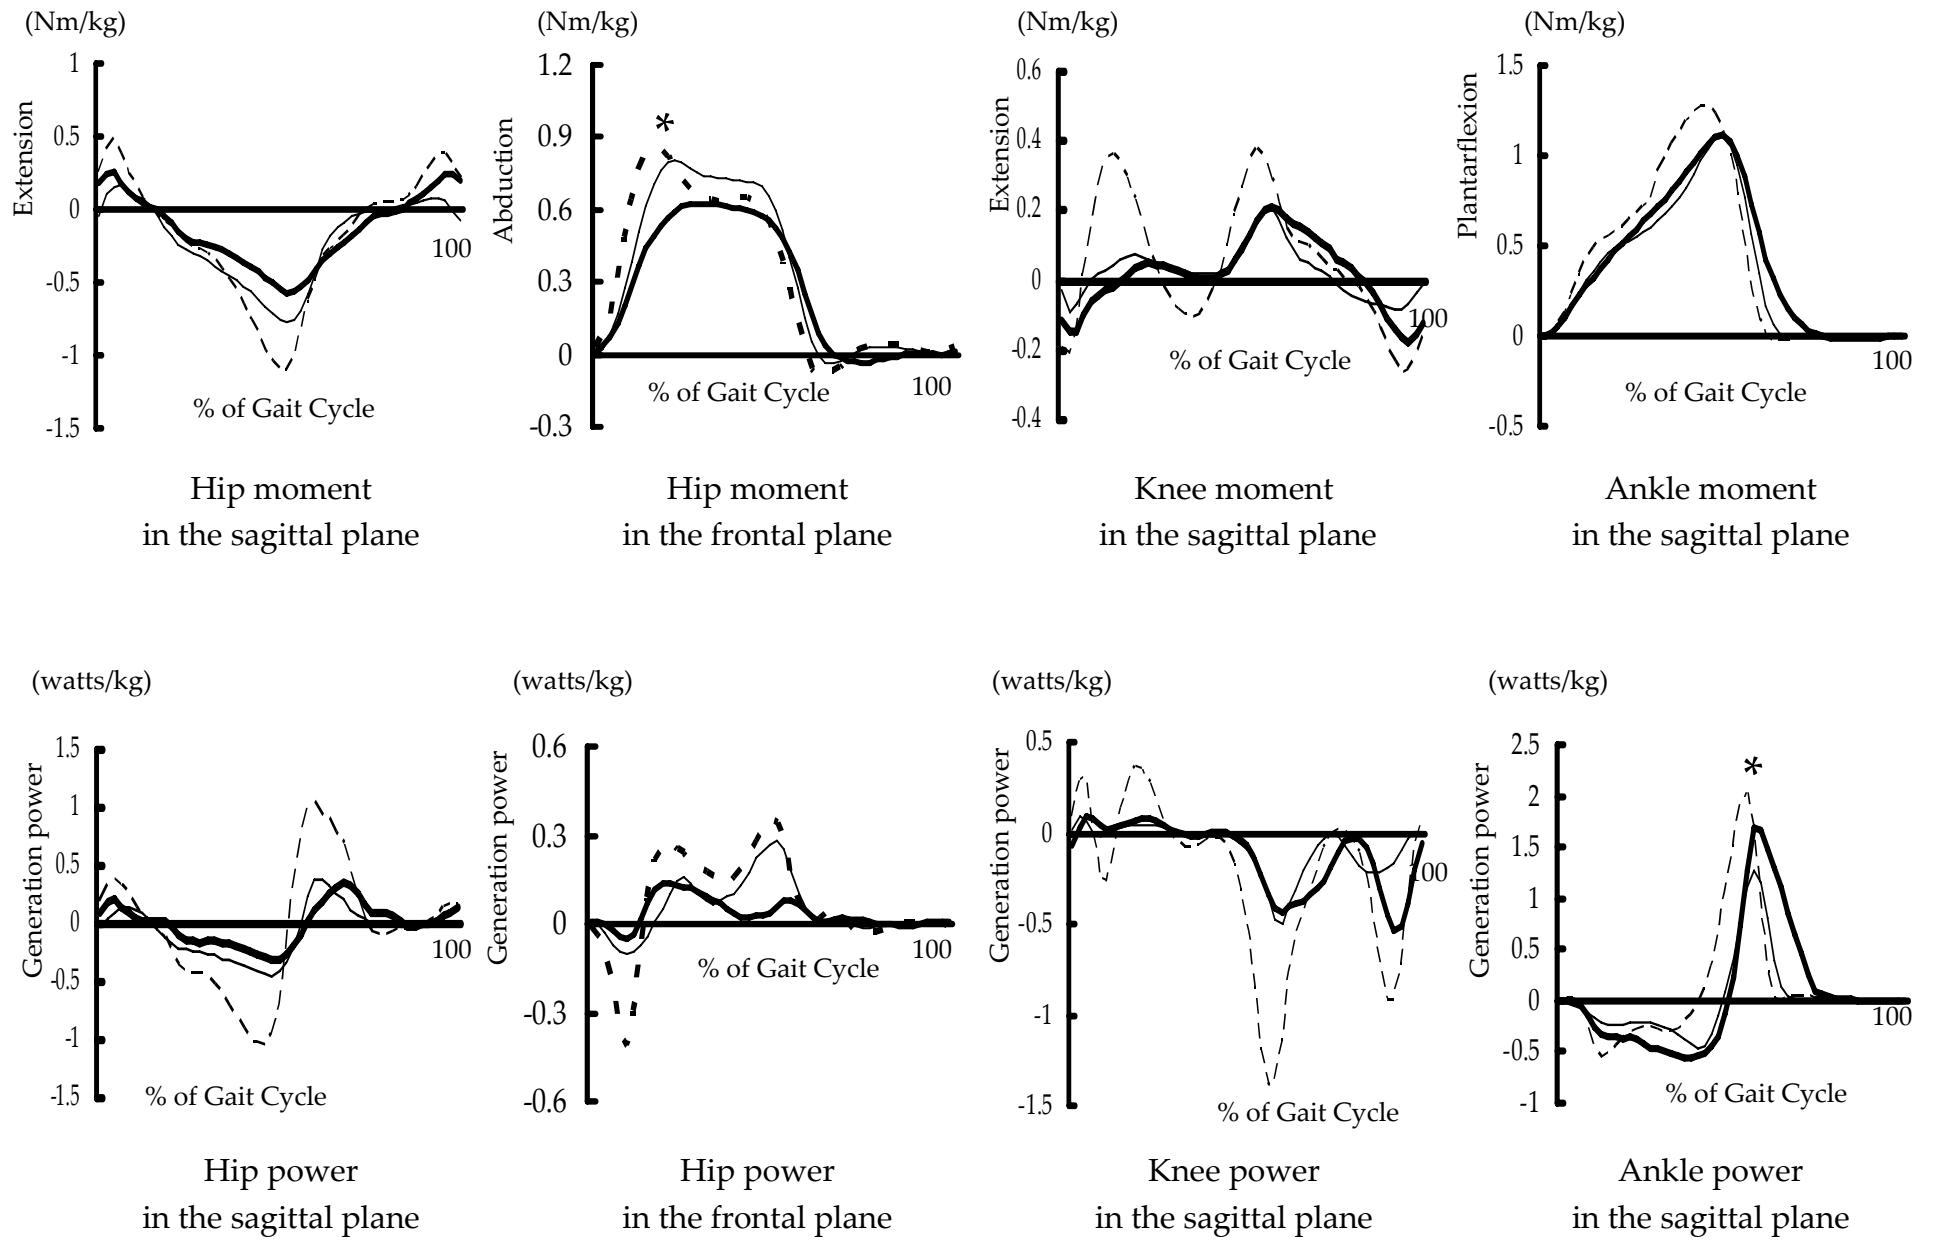 (Nm/kg)
(Nm/kg)
(Nm/kg)
(Nm/kg)
Extension
1
0.5
0
-0.5
-1
-1.5
100
% of Gait Cycle
Abduction
1.2
0.9
0.6
0.3
0
-0.3
*
100
% of Gait Cycle
Extension
0.6
0.4
0.2
0
-0.2
-0.4
100
% of Gait Cycle
Plantarflexion
1.5
1
0.5
0
-0.5
100
% of Gait Cycle
Hip moment
in the sagittal plane
Hip moment
in the frontal plane
Knee moment
in the sagittal plane
Ankle moment
in the sagittal plane
(watts/kg)
(watts/kg)
(watts/kg)
(watts/kg)
Generation power
1.5
1
0.5
0
-0.5
-1
-1.5
100
% of Gait Cycle
Generation power
0.6
0.3
0
-0.3
-0.6
100
% of Gait Cycle
Generation power
0.5
0
-0.5
-1
-1.5
100
% of Gait Cycle
Generation power
2.5
2
1.5
1
0.5
0
-0.5
-1
*
100
% of Gait Cycle
Hip power
in the sagittal plane
Hip power
in the frontal plane
Knee power
in the sagittal plane
Ankle power
in the sagittal plane